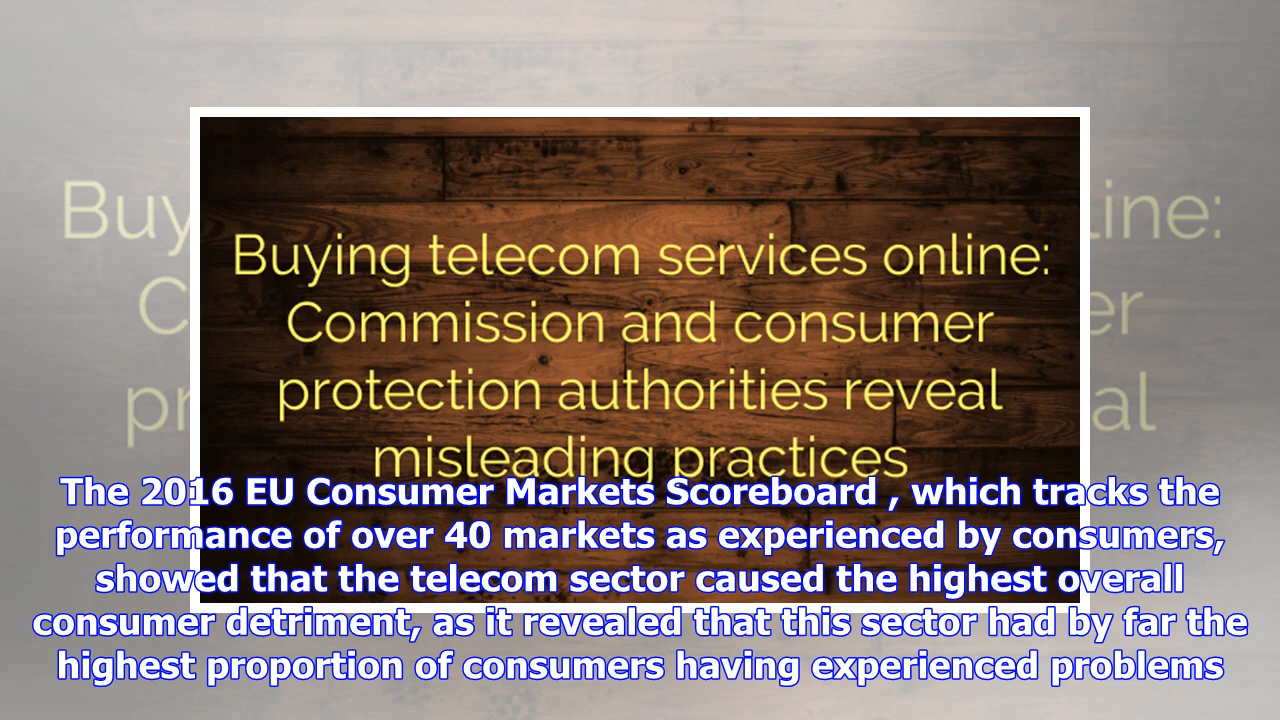 Buying telecom services online:
Commission and consumer
protection authorities reveal
misleading practices
The 2016 EU Consumer Markets Scoreboard , which tracks the
performance of over 40 markets as experienced by consumers,
showed that the telecom sector caused the highest overall
consumer detriment, as it revealed that this sector had by far the
highest proportion of consumers having experienced problems